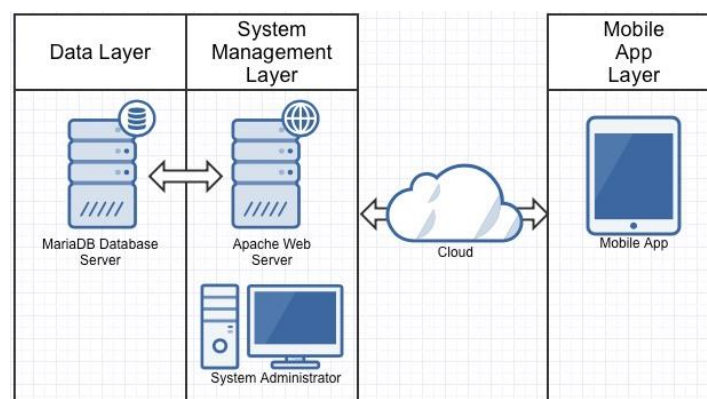 Data Layer
System
Management
Layer
Mobile
App
Layer
MariaDB Database
Server
Apache Web
Server
Cloud
Mobile App
System Administrator